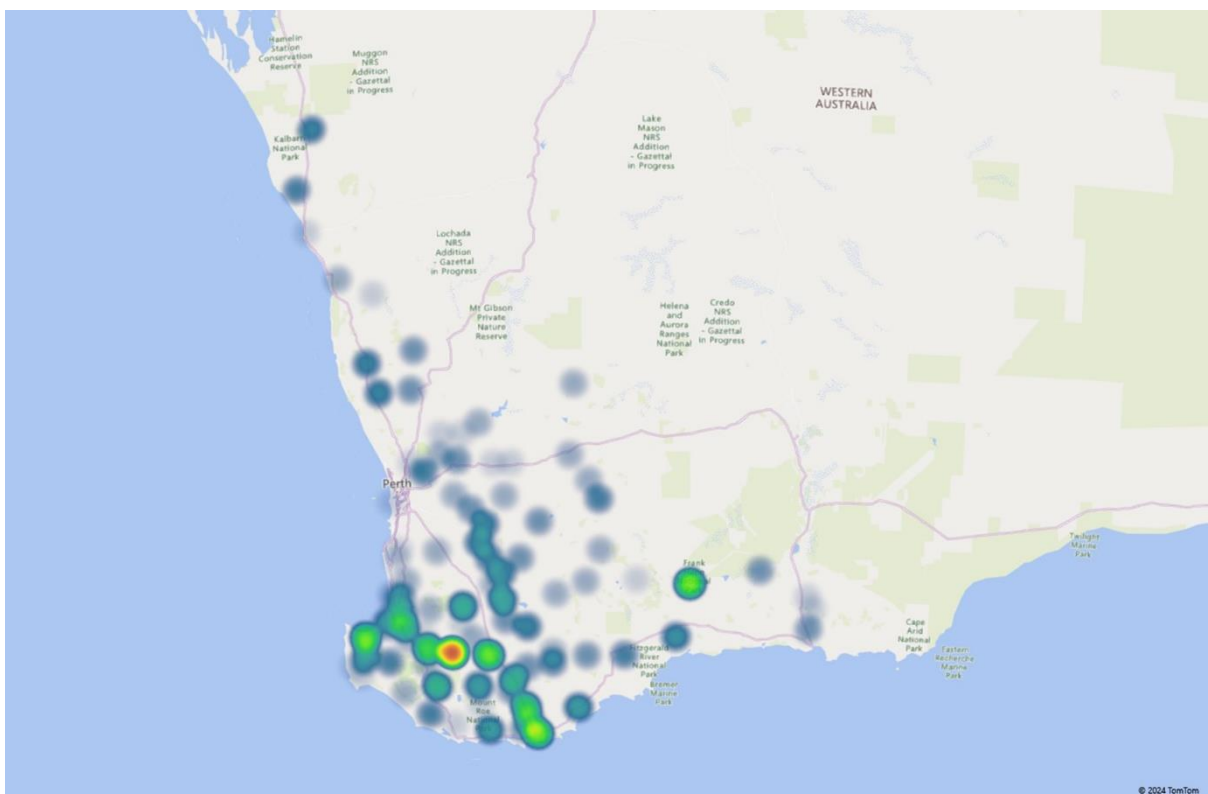 Hamelin
Station
Conservation
Reserve
Muggon
NRS
Addition
- Gazettal
in Progress
WESTERN
AUSTRALIA
Lake
Mason
NRS
Addition
- Gazettal
in Progress
National
Park
Lochada
NRS
Addition
- Gazettal
in Progress
Mt Gibson
Private
Nature
Reserve
Helena
and
Aurora
Ranges
National
Park
Credo
NRS
Addition
- Gazettal
in Progress
Perth
Twilight
Marine
Park
Frank
Cape
Arid
National
Park
Eastern
Recherche
Marine
Park
Fitzgerald
River
National
Park
Bremer
Marine
Park
Mount
Roe
© 2024 TomTom